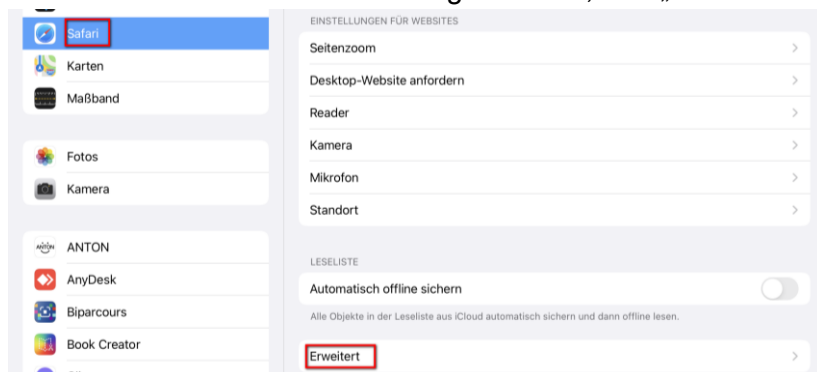 Safari
Karten
Maßband
Fotos
Kamera
ANTON
AnyDesk
Biparcours
Book Creator
EINSTELLUNGEN FÜR WEBSITES
Seitenzoom
Desktop-Website anfordern
Reader
Kamera
Mikrofon
Standort
LESELISTE
Automatisch offline sichern
Alle Objekte in der Leseliste aus iCloud automatisch sichern und dann offline lesen.
Erweitert